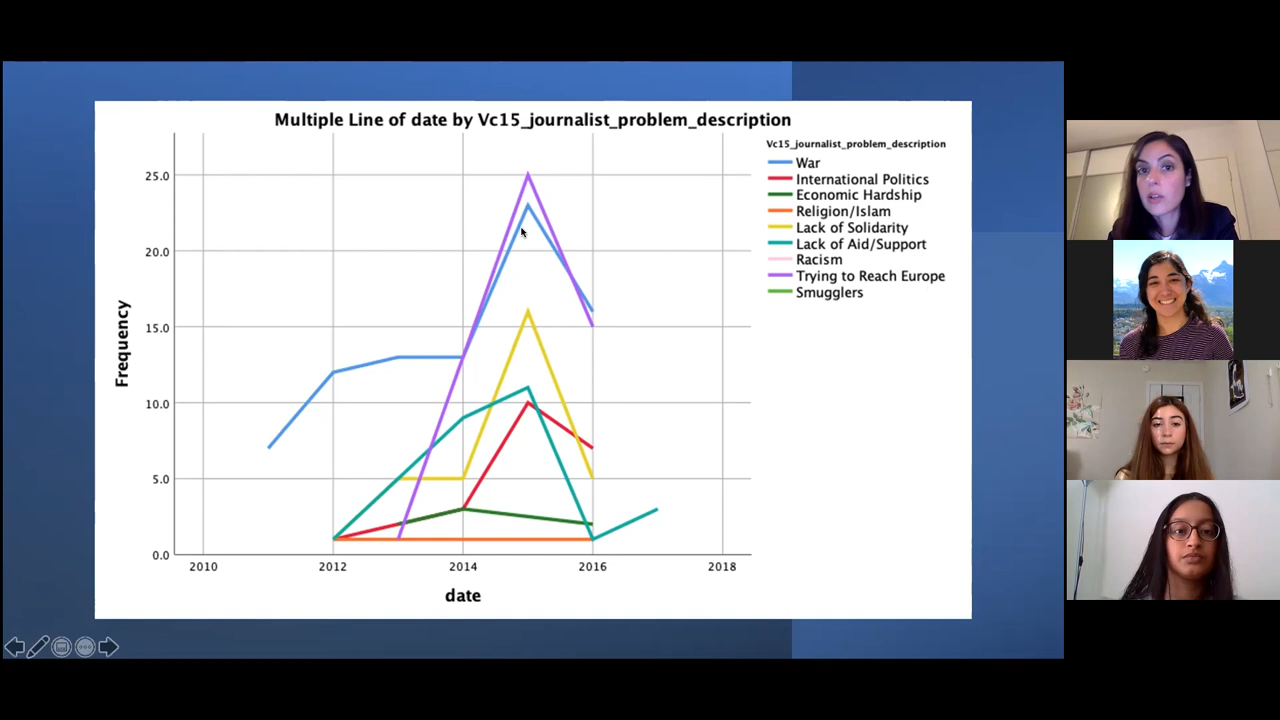 Multiple Line of date by Vc15_journalist_problem_description
Vc15_journalist_problem_description
War
International Politics
Economic Hardship
Religion/Islam
Lack of Solidarity
Lack of Aid/Support
Racism
Trying to Reach Europe
Smugglers
Frequency
25.0
20.0
15.0
10.0
5.0
0.0
2010 2012 2014 2016 2018
date